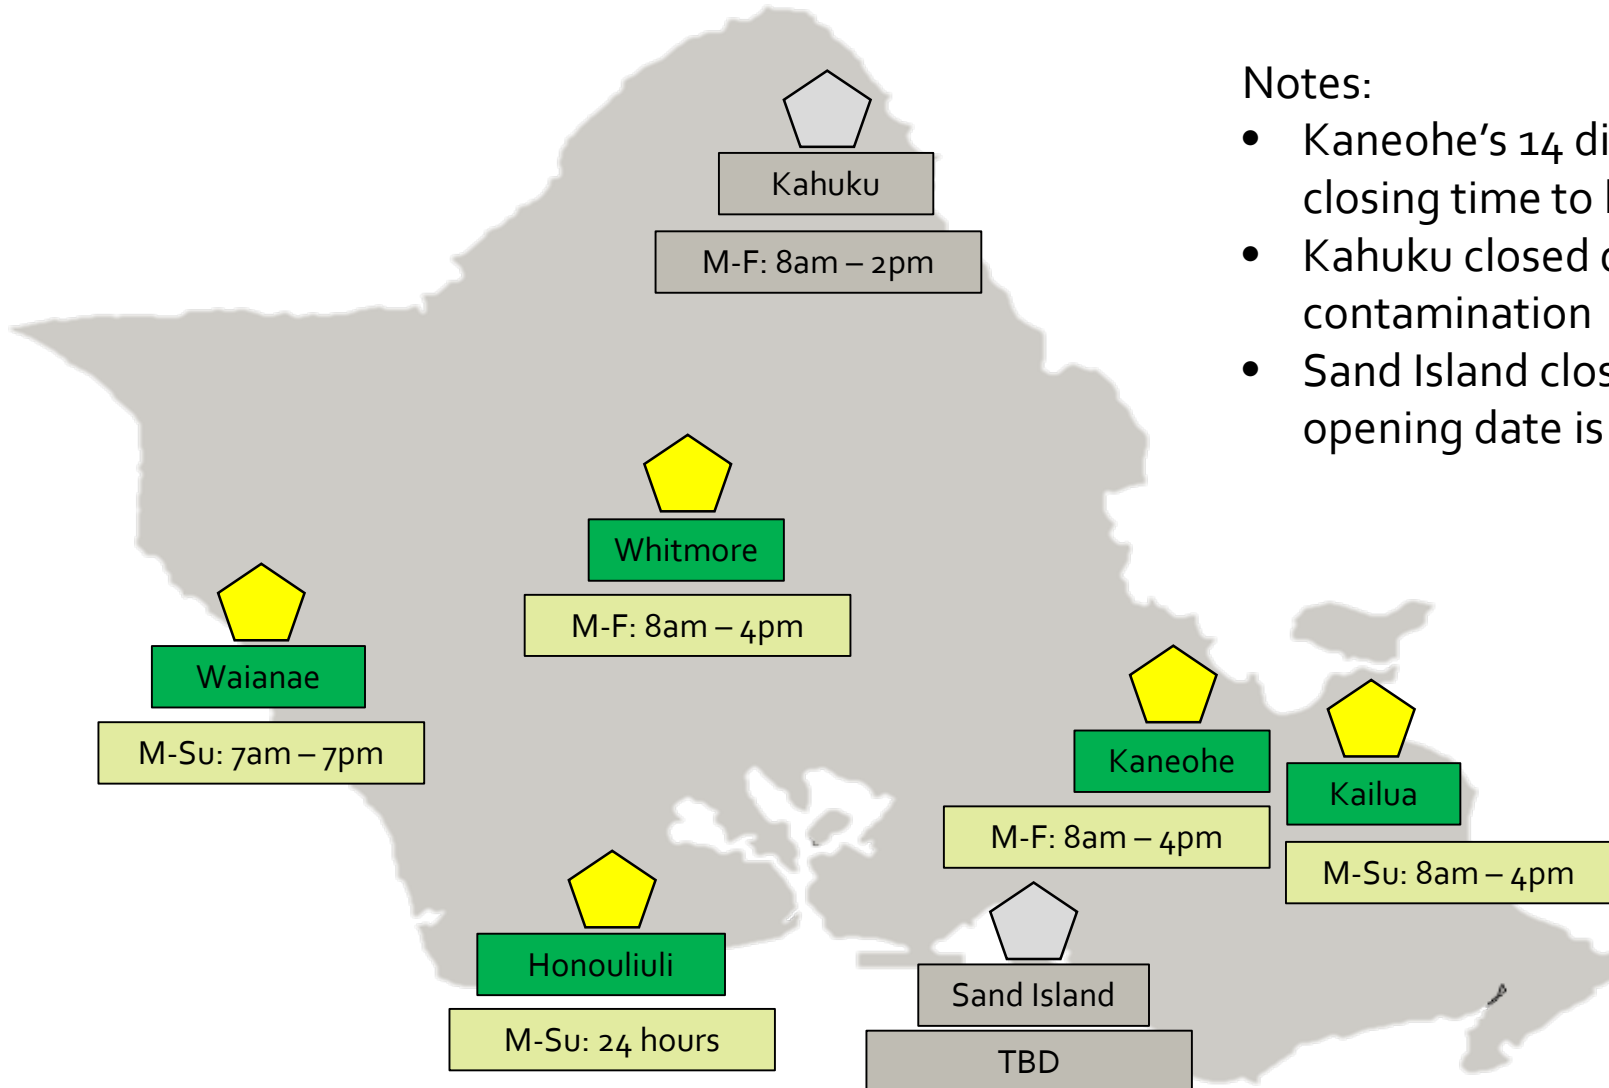 Notes:
• Kaneohe's 14
closing time to
• Kahuku closed
contamination
• Sand Island
opening date is
Kahuku
M-F: 8am – 2pm
Whitmore
M-F: 8am – 4pm
Waianae
M-Su: 7am – 7pm
Kaneohe
M-F: 8am – 4pm
Kailua
M-Su: 8am – 4pm
Honouliuli
M-Su: 24 hours
Sand Island
TBD